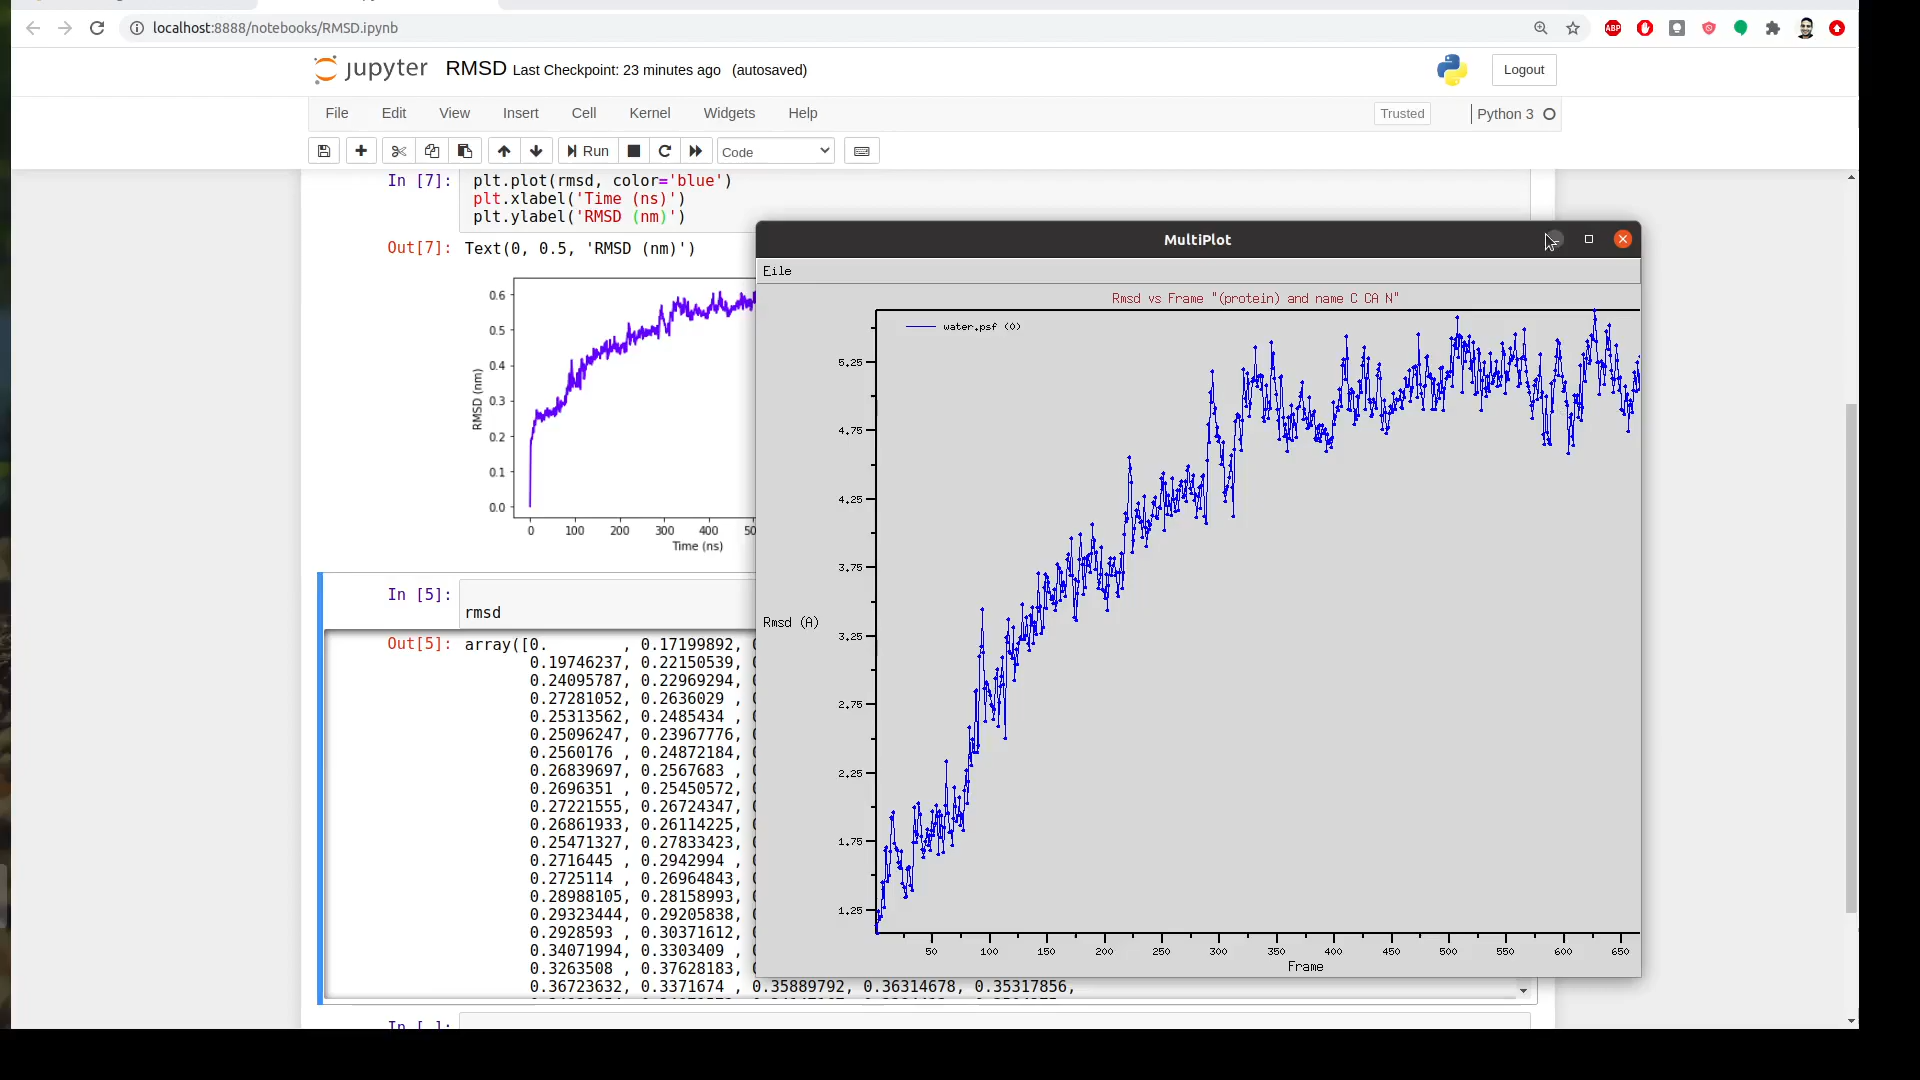 localhost:8888/notebooks/RMSD.ipynb
ABP
jupyter RMSD Last Checkpoint: 23 minutes ago (autosaved)
Logout
File Edit View Insert Cell Kernel Widgets Help
Trusted
Python 3
Run
Code
In [7]: plt.plot(rmsd, color='blue')
plt.xlabel('Time (ns)')
plt.ylabel('RMSD (nm)')
Out[7]: Text(0, 0.5, 'RMSD (nm)')
0.6
0.5
0.4
0.3
0.2
0.1
0.0
RMSD (nm)
0 100 200 300 400
Time (ns)
In [5]:
rmsd
Out[5]: array([0. , 0.17199892,
0.19746237, 0.22150539,
0.24095787, 0.22969294,
0.27281052, 0.2636029 ,
0.25313562, 0.2485434 ,
0.25096247, 0.23967776,
0.2560176 , 0.24872184,
0.26839697, 0.2567683 ,
0.2696351 , 0.25450572,
0.27221555, 0.26724347,
0.26861933, 0.26114225,
0.25471327, 0.27833423,
0.2716445 , 0.2942994 ,
0.2725114 , 0.26964843,
0.28988105, 0.28158993,
0.29323444, 0.29205838,
0.2928593 , 0.30371612,
0.34071994, 0.3303409 ,
0.3263508 , 0.37628183,
0.36723632, 0.3371674 , 0.35889792, 0.36314678, 0.35317856,
In [ ]:
MultiPlot
File
Rmsd vs Frame "(protein) and name C CA N"
water.psf (0)
5.25
4.75
4.25
3.75
3.25
2.75
2.25
1.75
1.25
Rmsd (A)
50 100 150 200 250 300 350 400 450 500 550 600 650
Frame